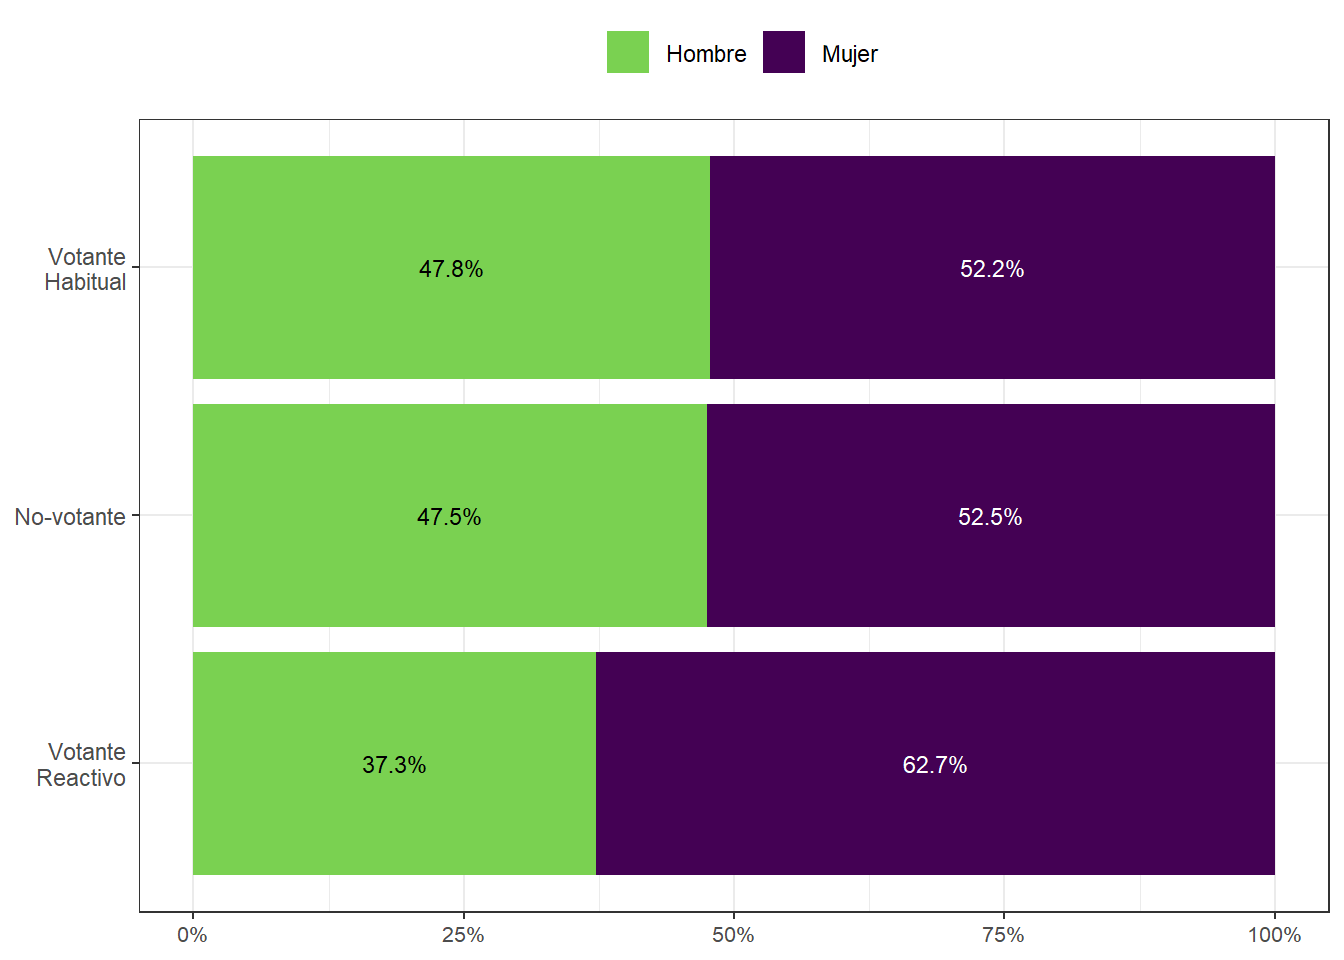 Hombre Mujer
Votante
Habitual
47.8% 52.2%
No-votante 47.5% 52.5%
Votante
Reactivo
37.3% 62.7%
0% 25% 50% 75% 100%